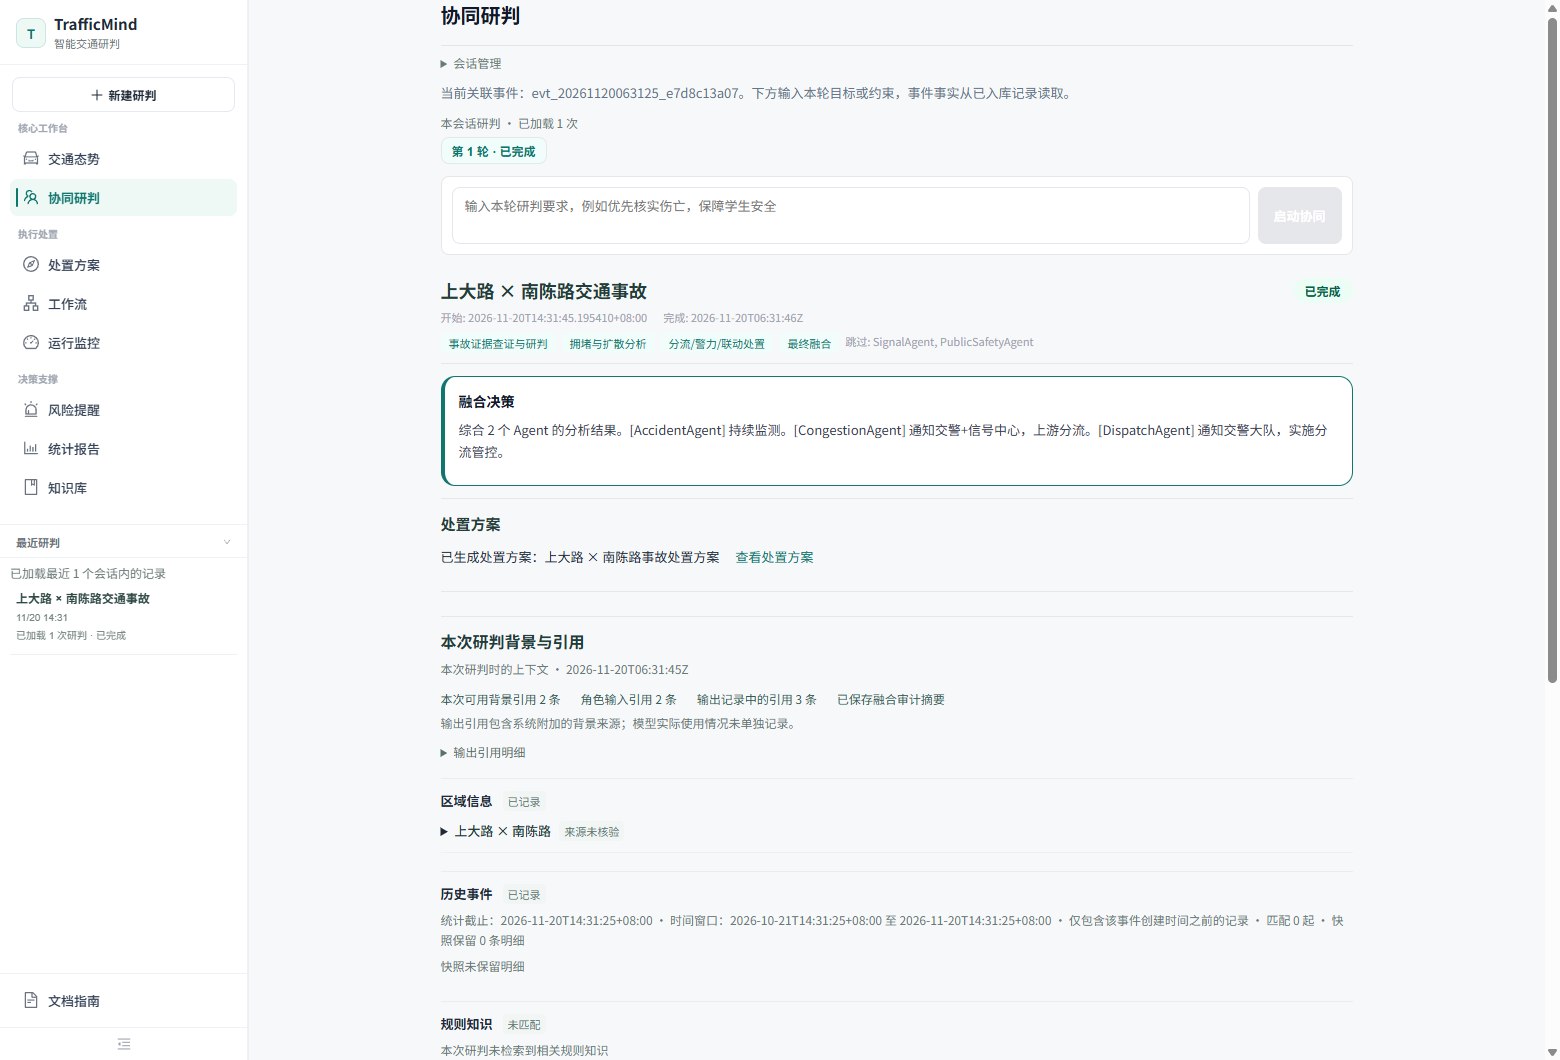 T
TrafficMind
智能交通研判
新建研判
核心工作台
交通态势
协同研判
执行处置
处置方案
工作流
运行监控
决策支撑
风险提醒
统计报告
知识库
最近研判
已加载最近 1 个会话内的记录
上大路 × 南陈路交通事故
11/20 14:31
已加载 1 次研判 · 已完成
文档指南
协同研判
会话管理
当前关联事件：evt_20261120063125_e7d8c13a07。下方输入本轮目标或约束，事件事实从已入库记录读取。
本会话研判 · 已加载 1 次
第 1 轮 · 已完成
输入本轮研判要求，例如优先核实伤亡，保障学生安全
启动协同
上大路 × 南陈路交通事故
已完成
开始: 2026-11-20T14:31:45.195410+08:00 完成: 2026-11-20T06:31:46Z
事故证据查证与研判 拥堵与扩散分析 分流/警力/联动处置 最终融合 跳过: SignalAgent, PublicSafetyAgent
融合决策
综合 2 个 Agent 的分析结果。[AccidentAgent] 持续监测。[CongestionAgent] 通知交警+信号中心，上游分流。[DispatchAgent] 通知交警大队，实施分
流管控。
处置方案
已生成处置方案：上大路 × 南陈路事故处置方案 查看处置方案
本次研判背景与引用
本次研判时的上下文 · 2026-11-20T06:31:45Z
本次可用背景引用 2 条 角色输入引用 2 条 输出记录中的引用 3 条 已保存融合审计摘要
输出引用包含系统附加的背景来源；模型实际使用情况未单独记录。
输出引用明细
区域信息 已记录
上大路 × 南陈路 来源未核验
历史事件 已记录
统计截止：2026-11-20T14:31:25+08:00 · 时间窗口：2026-10-21T14:31:25+08:00 至 2026-11-20T14:31:25+08:00 · 仅包含该事件创建时间之前的记录 · 匹配 0 起 · 快
照保留 0 条明细
快照未保留明细
规则知识 未匹配
本次研判未检索到相关规则知识